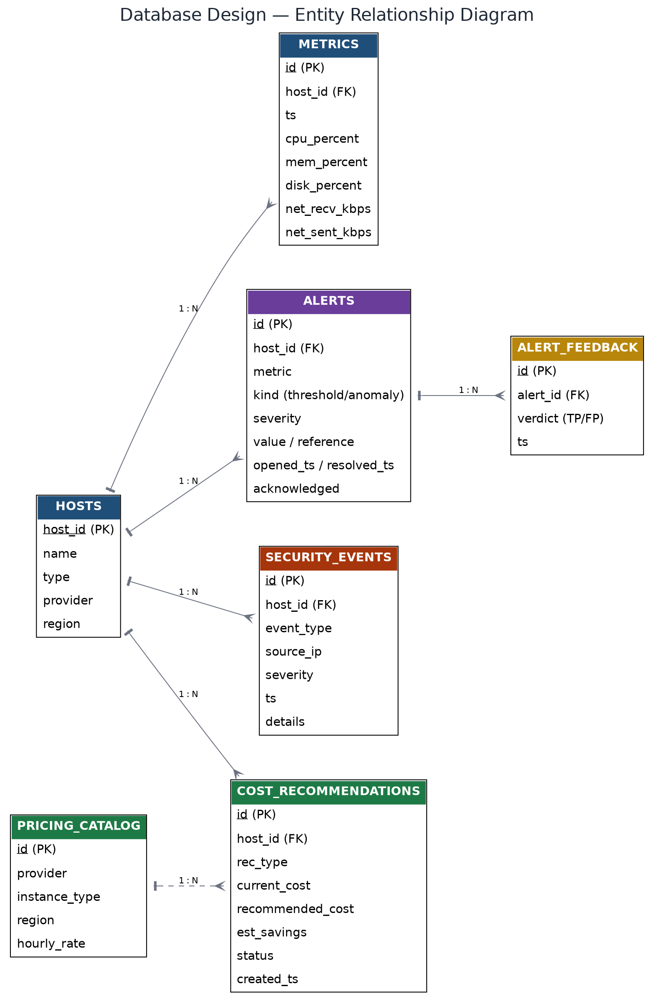 Database Design — Entity Relationship Diagram
METRICS
id (PK)
host_id (FK)
ts
cpu_percent
mem_percent
disk_percent
net_recv_kbps
net_sent_kbps
1 : N
ALERTS
id (PK)
host_id (FK)
metric
kind (threshold/anomaly)
severity
value / reference
opened_ts / resolved_ts
acknowledged
1 : N
ALERT_FEEDBACK
id (PK)
alert_id (FK)
verdict (TP/FP)
ts
1 : N
HOSTS
host_id (PK)
name
type
provider
region
1 : N
SECURITY_EVENTS
id (PK)
host_id (FK)
event_type
source_ip
severity
ts
details
1 : N
COST_RECOMMENDATIONS
id (PK)
host_id (FK)
rec_type
current_cost
recommended_cost
est_savings
status
created_ts
PRICING_CATALOG
id (PK)
provider
instance_type
region
hourly_rate
1 : N